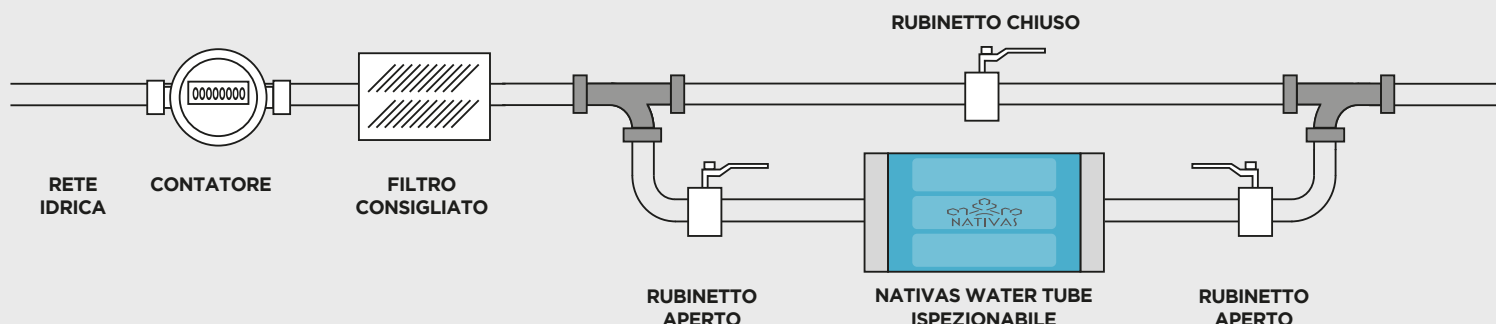 RUBINETTO CHIUSO
00000000
RETE
IDRICA
CONTATORE
FILTRO
CONSIGLIATO
NATIVAS
RUBINETTO
APERTO
NATIVAS WATER TUBE
ISPEZIONABILE
RUBINETTO
APERTO